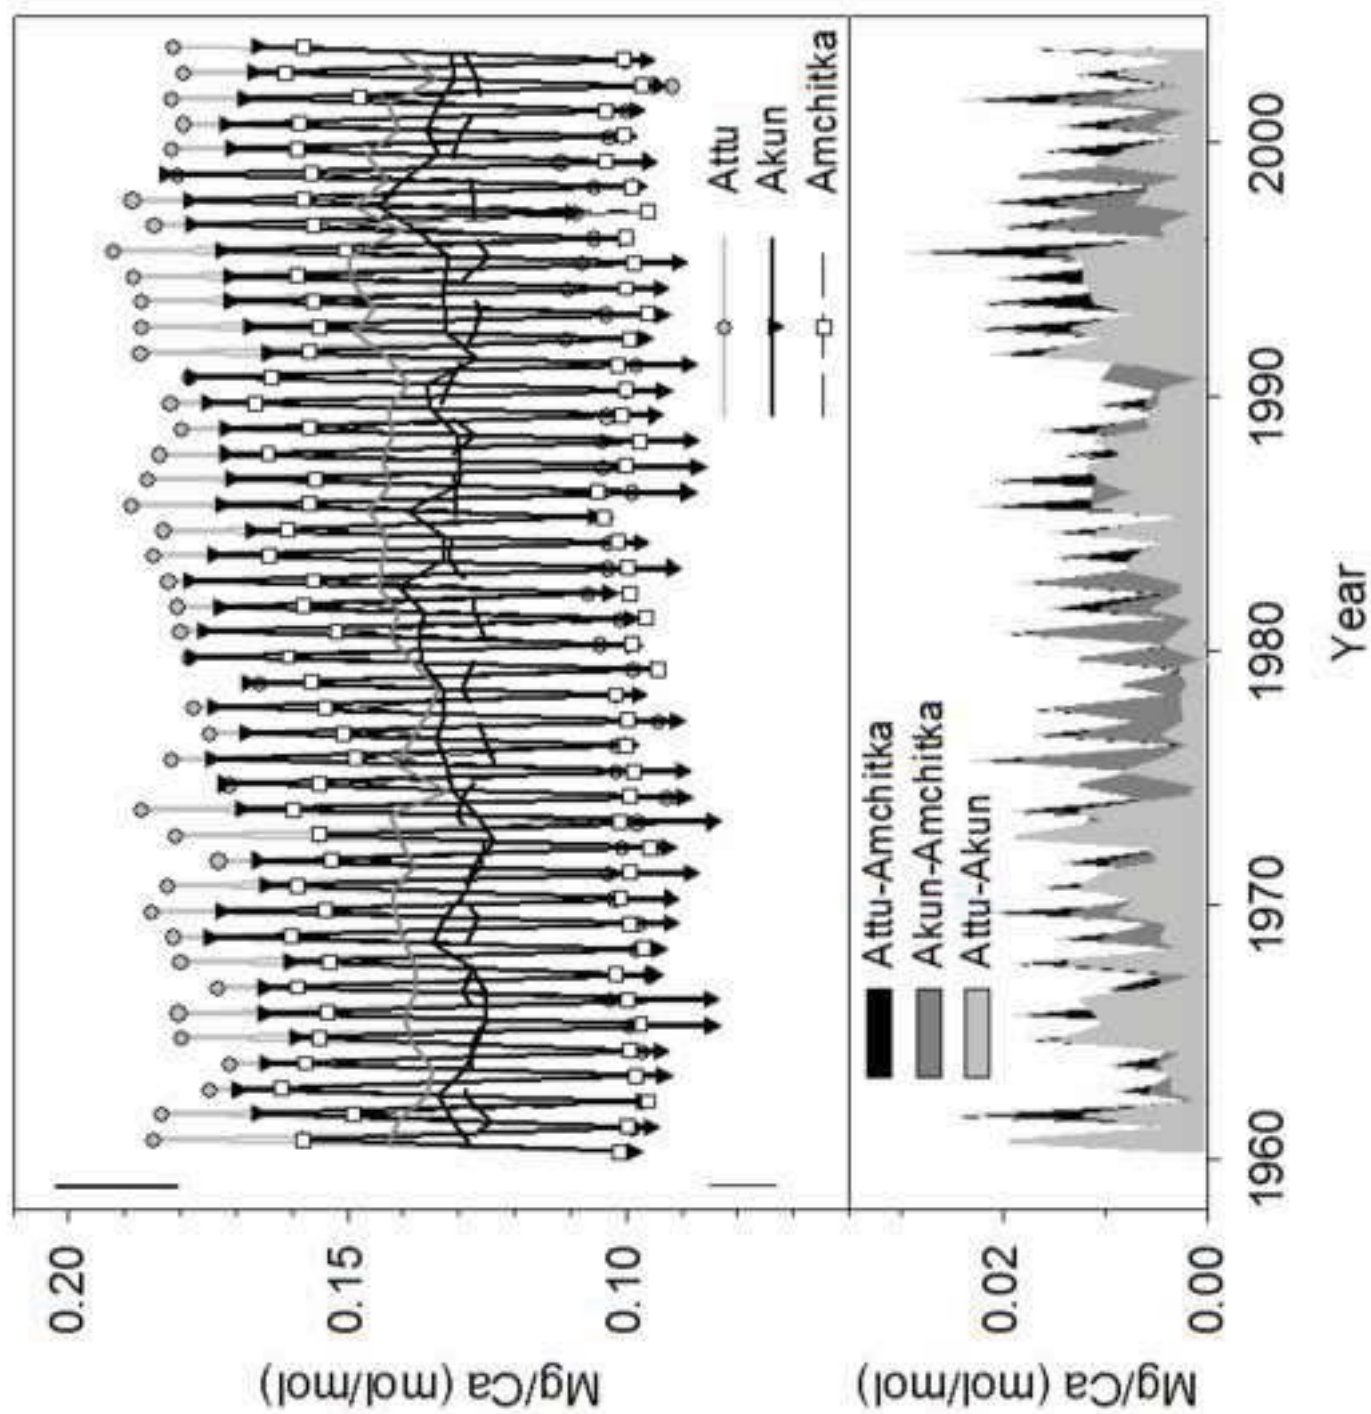 Mg/Ca (mol/mol)
0.20
0.15
0.10
Attu
Akun
Amchitka
Mg/Ca (mol/mol)
0.02
0.00
Attu-Amchitka
Akun-Amchitka
Attu-Akun
1960
1970
1980
1990
2000
Year